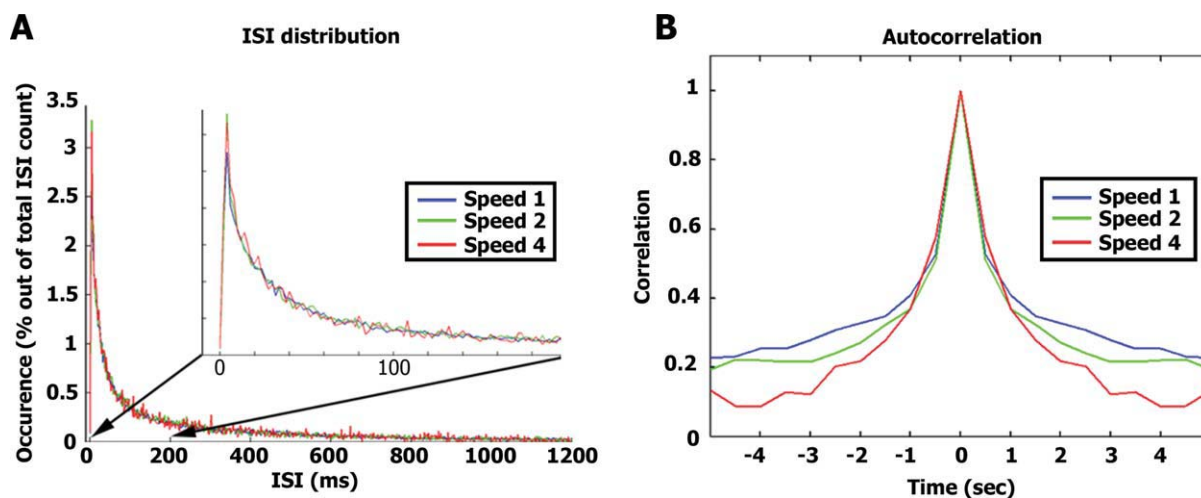 A
ISI distribution
Occurence (% out of total ISI count)
3.5
3
2.5
2
1.5
1
0.5
0
0
100
Speed 1
Speed 2
Speed 4
0
200
400
600
800
1000
1200
ISI (ms)
B
Autocorrelation
Correlation
1
0.8
0.6
0.4
0.2
0
Speed 1
Speed 2
Speed 4
-4
-3
-2
-1
0
1
2
3
4
Time (sec)